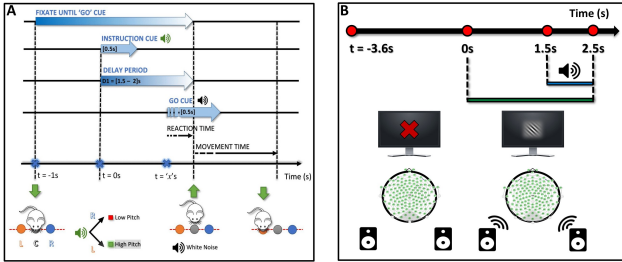 A
FIXATE UNTIL 'GO' CUE
INSTRUCTION CUE
[0.5s]
DELAY PERIOD
D1 = [1.5 – 2]s
GO CUE
[0.5s]
REACTION TIME
MOVEMENT TIME
t = -1s
t = 0s
t = 'x's
Time (s)
R
L
Low Pitch
High Pitch
L C R
White Noise
B
Time (s)
t = -3.6s
0s
1.5s
2.5s